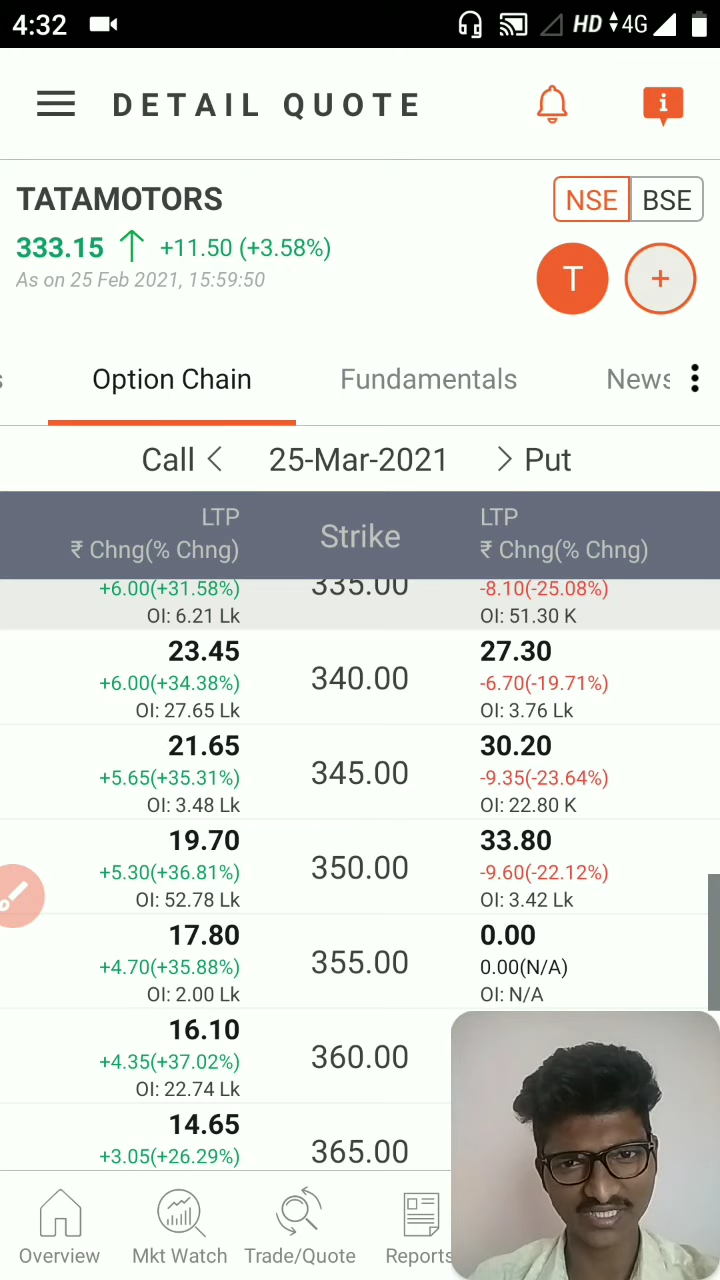 4:32 HD 4G
DETAIL QUOTE
TATAMOTORS
NSE BSE
333.15 +11.50 (+3.58%)
As on 25 Feb 2021, 15:59:50
T +
s Option Chain Fundamentals News
Call < 25-Mar-2021 > Put
LTP Strike LTP
₹ Chng(% Chng) ₹ Chng(% Chng)
+6.00(+31.58%) 335.00 -8.10(-25.08%)
OI: 6.21 Lk OI: 51.30 K
23.45 340.00 27.30
+6.00(+34.38%) -6.70(-19.71%)
OI: 27.65 Lk OI: 3.76 Lk
21.65 345.00 30.20
+5.65(+35.31%) -9.35(-23.64%)
OI: 3.48 Lk OI: 22.80 K
19.70 350.00 33.80
+5.30(+36.81%) -9.60(-22.12%)
OI: 52.78 Lk OI: 3.42 Lk
17.80 355.00 0.00
+4.70(+35.88%) 0.00(N/A)
OI: 2.00 Lk OI: N/A
16.10 360.00
+4.35(+37.02%)
OI: 22.74 Lk
14.65 365.00
+3.05(+26.29%)
Overview Mkt Watch Trade/Quote Reports